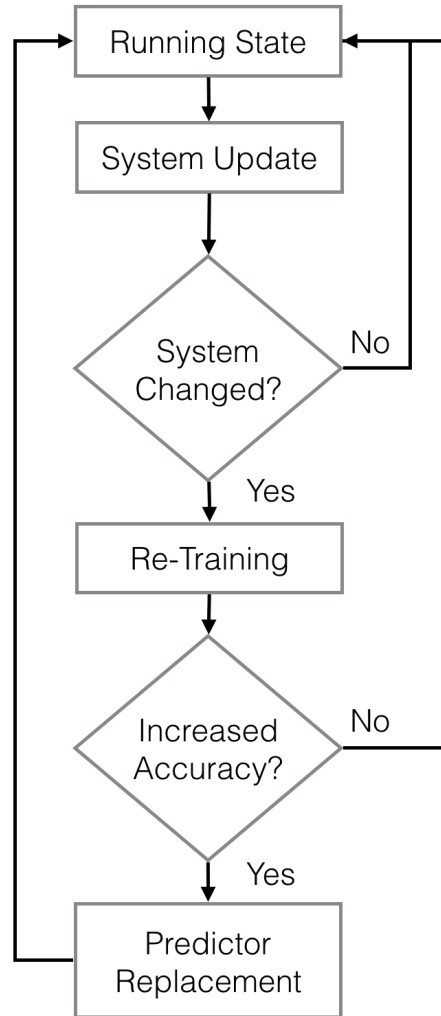 Running State
System Update
System
Changed?
No
Yes
Re-Training
Increased
Accuracy?
No
Yes
Predictor
Replacement